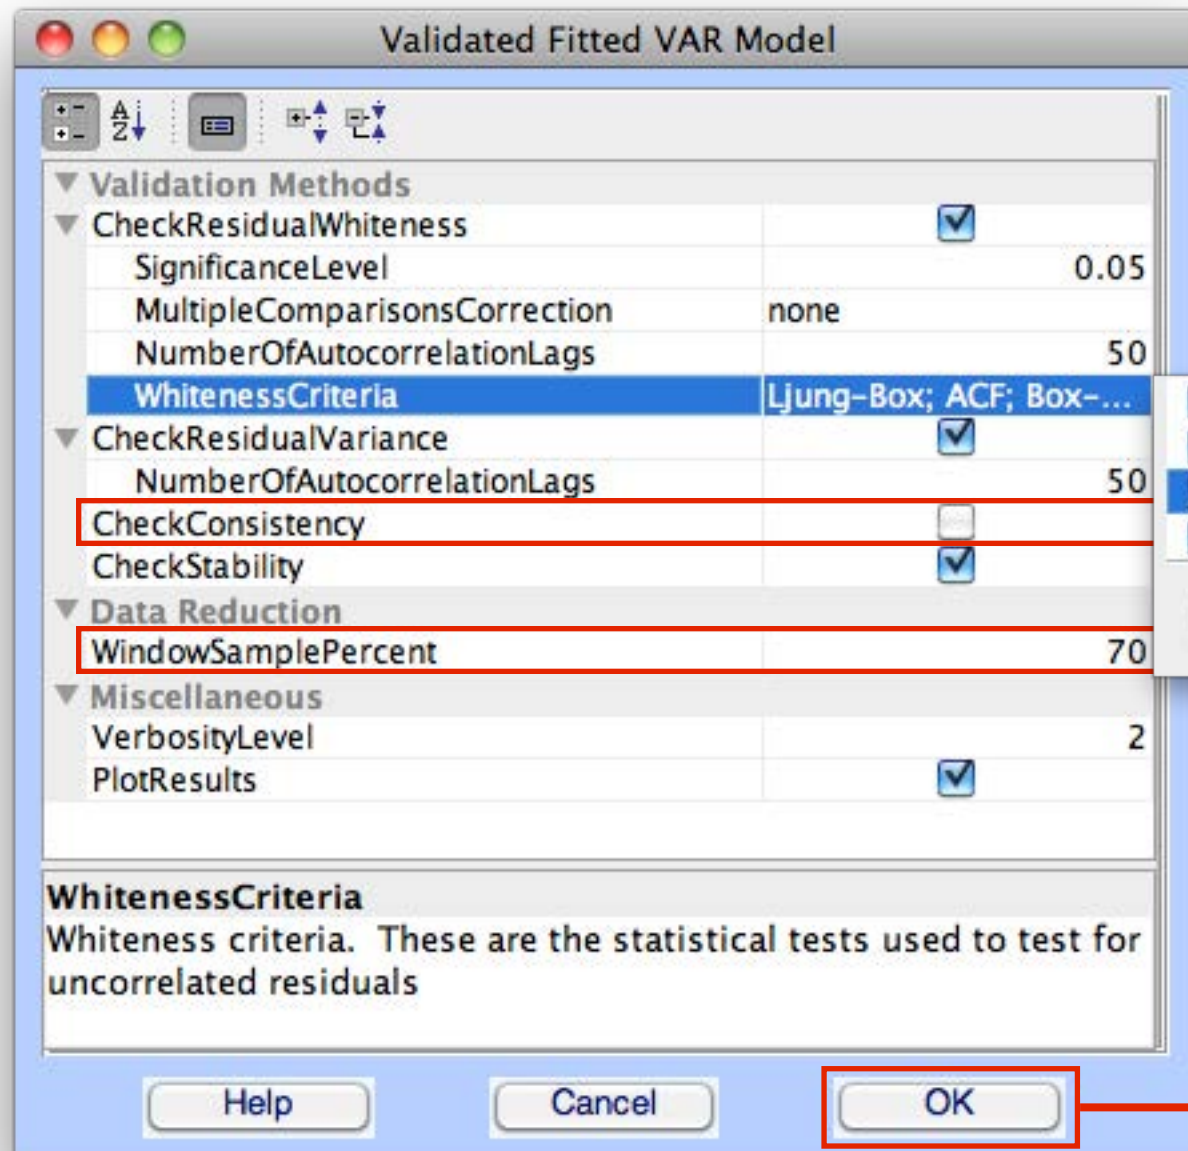 Validated Fitted VAR Model
Validation Methods
CheckResidualWhiteness
SignificanceLevel 0.05
MultipleComparisonsCorrection none
NumberOfAutocorrelationLags 50
WhitenessCriteria Ljung-Box; ACF; Box-...
CheckResidualVariance
NumberOfAutocorrelationLags 50
CheckConsistency
CheckStability
Data Reduction
WindowSamplePercent 70
Miscellaneous
VerbosityLevel 2
PlotResults
WhitenessCriteria
Whiteness criteria. These are the statistical tests used to test for
uncorrelated residuals
Help Cancel OK